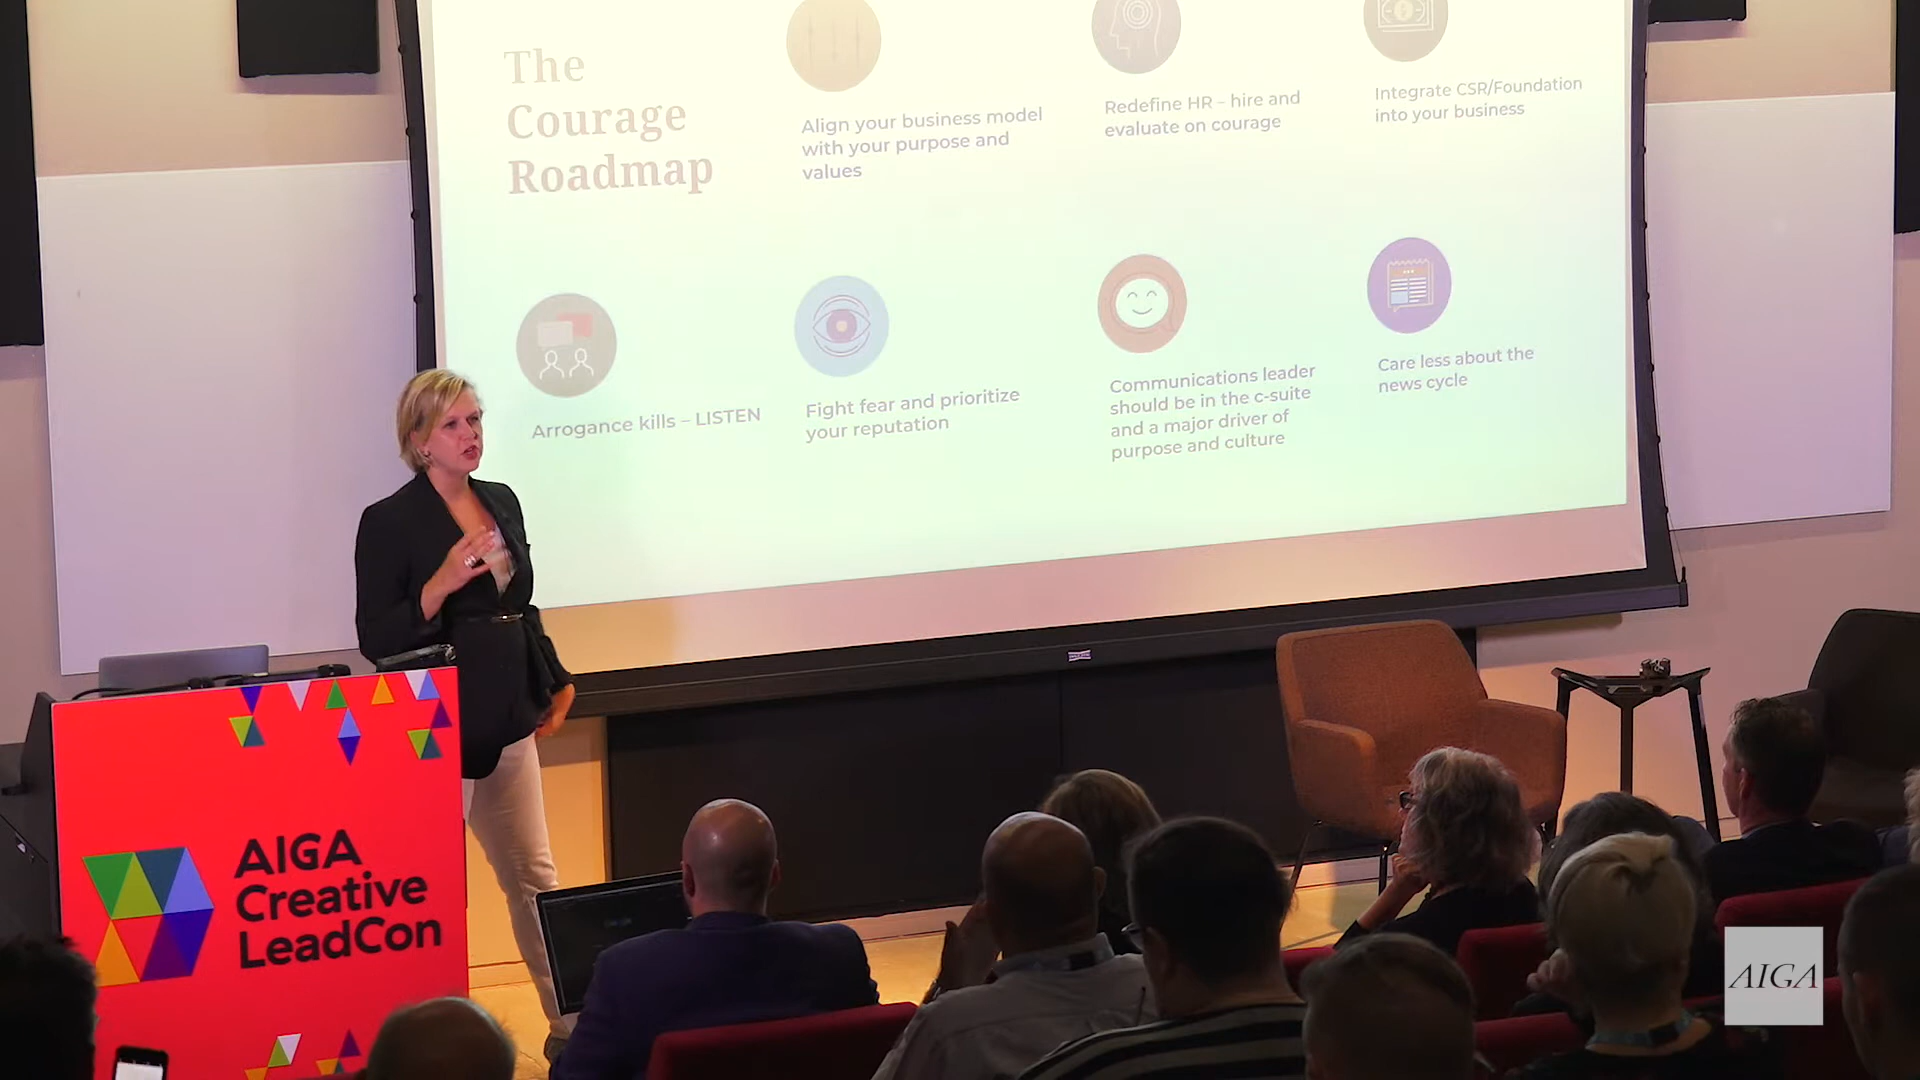 The
Courage
Roadmap
Align your business model
with your purpose and
values
Redefine HR – hire and
evaluate on courage
Integrate CSR/Foundation
into your business
Arrogance kills – LISTEN
Fight fear and prioritize
your reputation
Communications leader
should be in the c-suite
and a major driver of
purpose and culture
Care less about the
news cycle
AIGA
Creative
LeadCon
AIGA